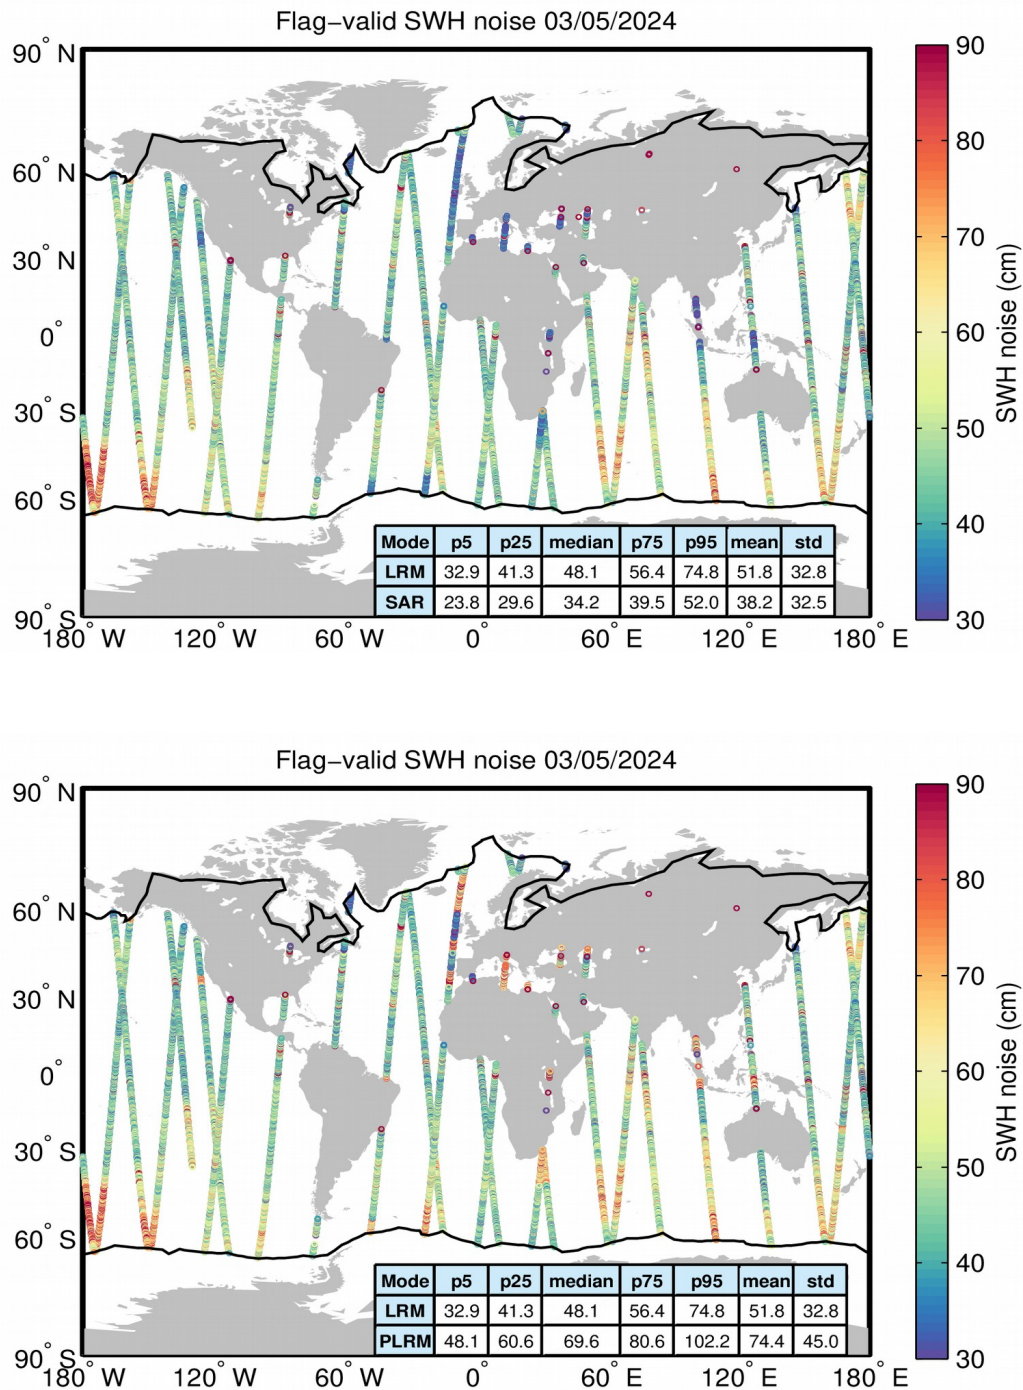 Flag−valid SWH noise 03/05/2024
90° N
60° N
30° N
0°
30° S
60° S
90° S
180° W 120° W 60° W 0° 60° E 120° E 180° E
90
80
70
60
50
40
30
SWH noise (cm)
Mode p5 p25 median p75 p95 mean std
LRM 32.9 41.3 48.1 56.4 74.8 51.8 32.8
SAR 23.8 29.6 34.2 39.5 52.0 38.2 32.5
Flag−valid SWH noise 03/05/2024
90° N
60° N
30° N
0°
30° S
60° S
90° S
180° W 120° W 60° W 0° 60° E 120° E 180° E
90
80
70
60
50
40
30
SWH noise (cm)
Mode p5 p25 median p75 p95 mean std
LRM 32.9 41.3 48.1 56.4 74.8 51.8 32.8
PLRM 48.1 60.6 69.6 80.6 102.2 74.4 45.0